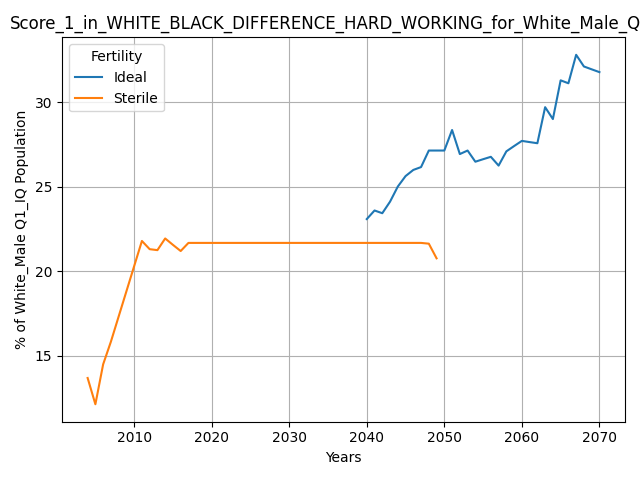 Score_1_in_WHITE_BLACK_DIFFERENCE_HARD_WORKING_for_White_Male_Q
Fertility
Ideal
Sterile
% of White_Male Q1_IQ Population
30
25
20
15
2010 2020 2030 2040 2050 2060 2070
Years